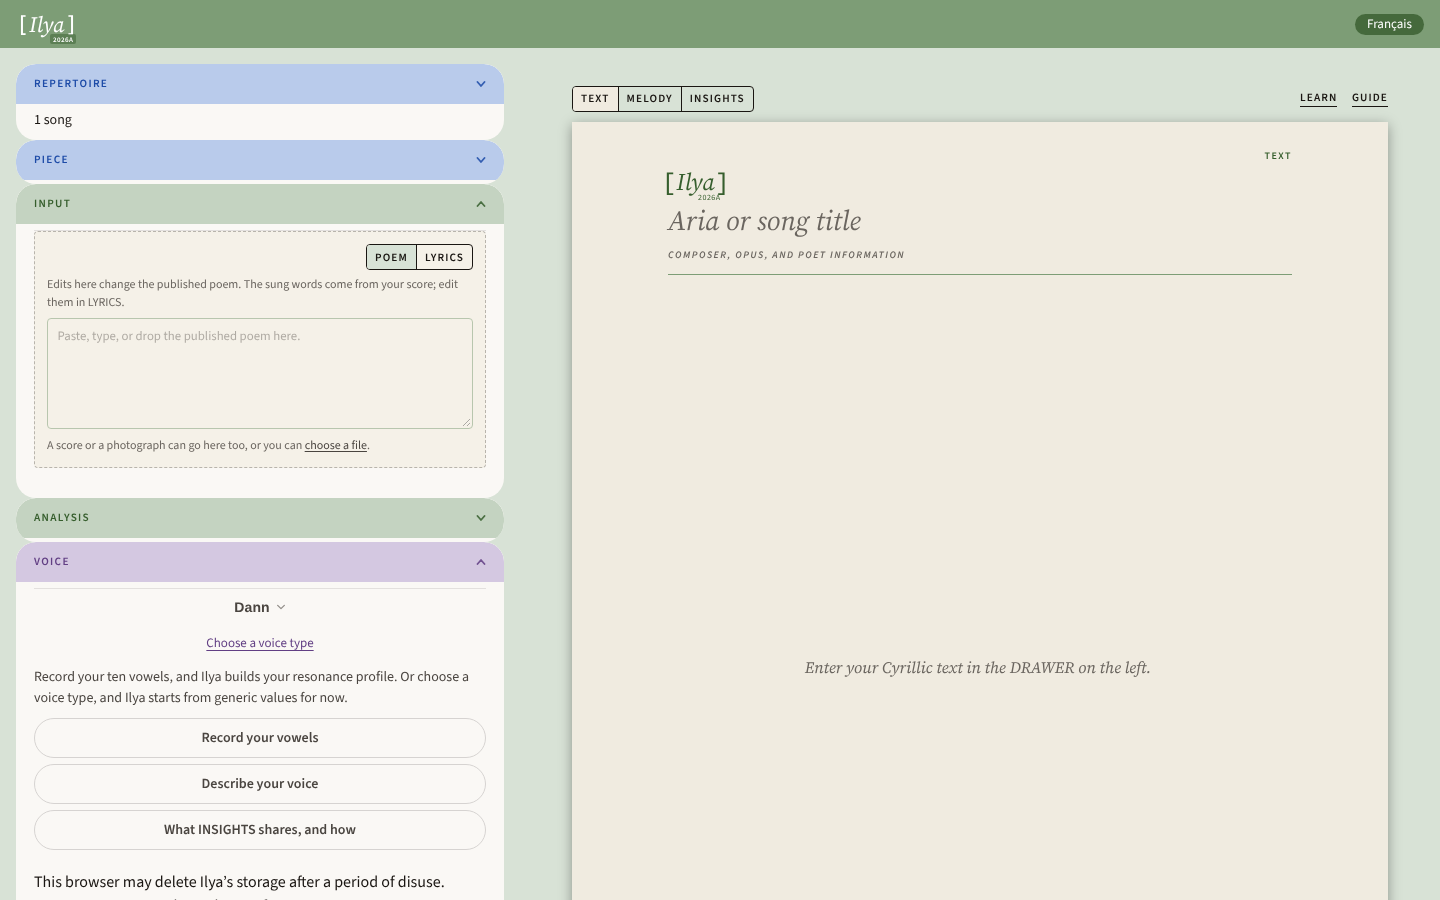 [Ilya]
2026A
Français
REPERTOIRE
1 song
PIECE
INPUT
POEM
LYRICS
Edits here change the published poem. The sung words come from your score; edit
them in LYRICS.
Paste, type, or drop the published poem here.
A score or a photograph can go here too, or you can choose a file.
ANALYSIS
VOICE
Dann
Choose a voice type
Record your ten vowels, and Ilya builds your resonance profile. Or choose a
voice type, and Ilya starts from generic values for now.
Record your vowels
Describe your voice
What INSIGHTS shares, and how
This browser may delete Ilya’s storage after a period of disuse.
TEXT
MELODY
INSIGHTS
LEARN
GUIDE
TEXT
[Ilya]
2026A
Aria or song title
COMPOSER, OPUS, AND POET INFORMATION
Enter your Cyrillic text in the DRAWER on the left.